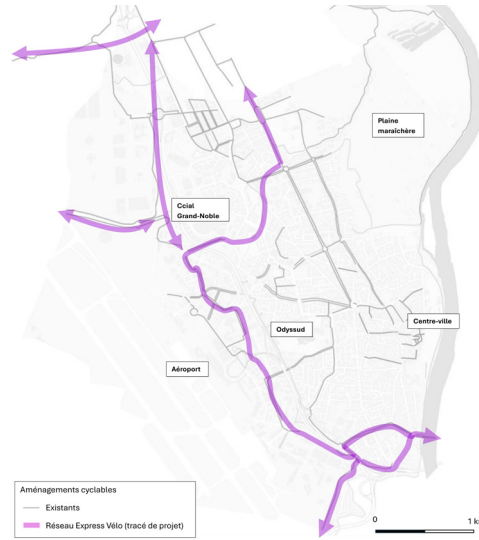 Plaine
maraîchère
Ccial
Grand-Noble
Centre-ville
Odyssud
Aéroport
Aménagements cyclables
Existants
Réseau Express Vélo (tracé de projet)
0
1 k